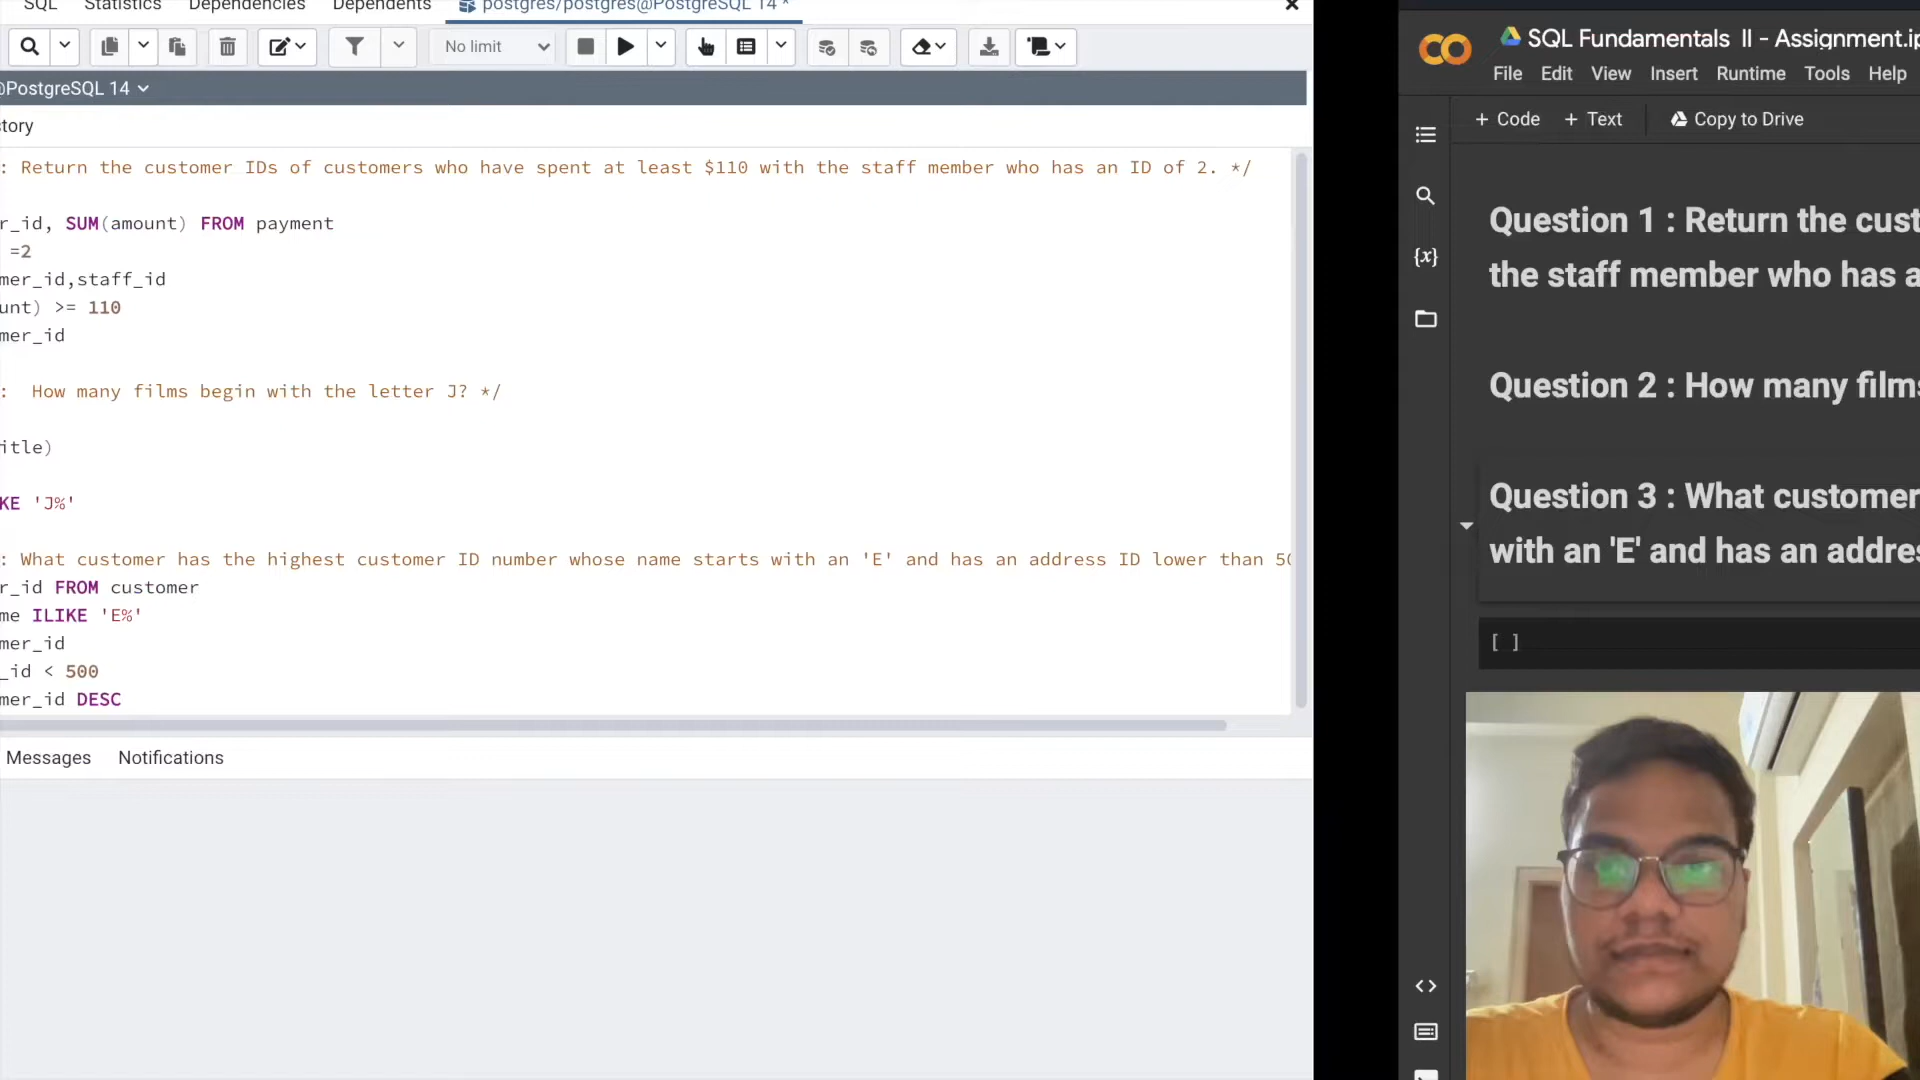 SQL Statistics Dependencies Dependents postgres/postgres@PostgreSQL 14 *
No limit
@PostgreSQL 14
story
: Return the customer IDs of customers who have spent at least $110 with the staff member who has an ID of 2. */
r_id, SUM(amount) FROM payment
=2
mer_id,staff_id
unt) >= 110
mer_id
: How many films begin with the letter J? */
itle)
KE 'J%'
: What customer has the highest customer ID number whose name starts with an 'E' and has an address ID lower than 50
r_id FROM customer
me ILIKE 'E%'
mer_id
_id < 500
mer_id DESC
Messages Notifications
SQL Fundamentals II - Assignment.ip
File Edit View Insert Runtime Tools Help
+ Code + Text Copy to Drive
{x}
Question 1 : Return the cust
the staff member who has a
Question 2 : How many films
Question 3 : What customer
with an 'E' and has an addres
[ ]